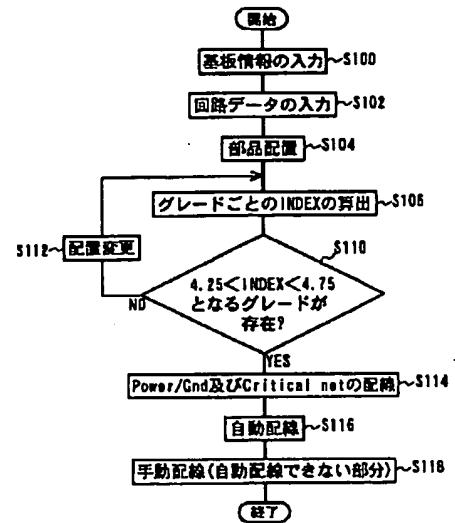 開始
基板情報の入力 S100
回路データの入力 S102
部品配置 S104
グレードごとのINDEXの算出 S106
S112 配置変更
S110
4.25<INDEX<4.75
となるグレードが
存在?
NO
YES
Power/Gnd及びCritical netの配線 S114
自動配線 S116
手動配線(自動配線できない部分) S118
終了